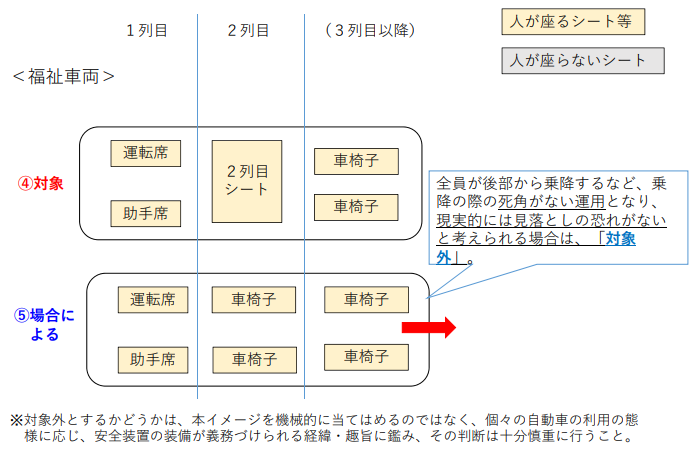 1列目
2列目
(3列目以降)
人が座るシート等
人が座らないシート
＜福祉車両＞
④対象
運転席
助手席
2列目
シート
車椅子
車椅子
全員が後部から乗降するなど、乗
降の際の死角がない運用となり、
現実的には見落としの恐れがない
と考えられる場合は、「対象
外」。
⑤場合に
よる
運転席
助手席
車椅子
車椅子
車椅子
車椅子
※対象外とするかどうかは、本イメージを機械的に当てはめるのではなく、個々の自動車の利用の態
様に応じ、安全装置の装備が義務づけられる経緯・趣旨に鑑み、その判断は十分慎重に行うこと。